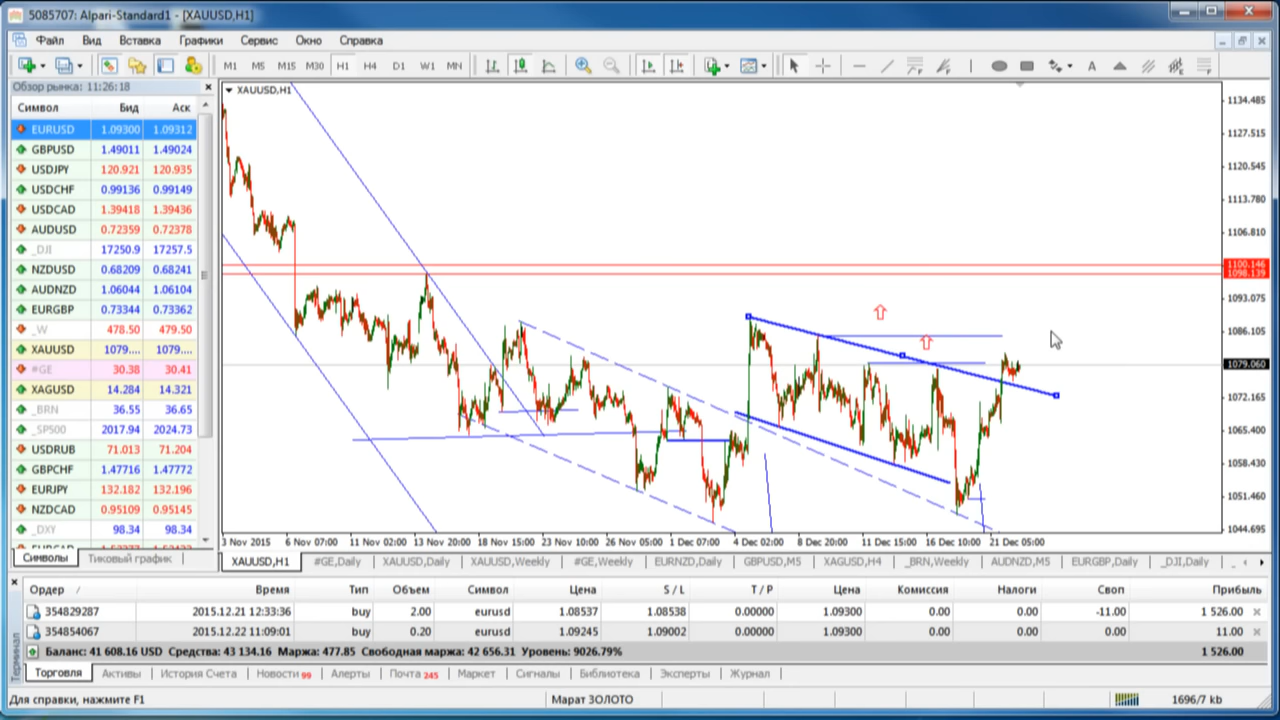 5085707: Alpari-Standard1 - [XAUUSD,H1]
Файл Вид Вставка Графики Сервис Окно Справка
M1 M5 M15 M30 H1 H4 D1 W1 MN
Обзор рынка: 11:26:18
Символ Бид Аск
EURUSD 1.09300 1.09312
GBPUSD 1.49011 1.49024
USDJPY 120.921 120.935
USDCHF 0.99136 0.99149
USDCAD 1.39418 1.39436
AUDUSD 0.72359 0.72378
_DJI 17250.9 17257.5
NZDUSD 0.68209 0.68241
AUDNZD 1.06044 1.06104
EURGBP 0.73344 0.73362
_W 478.50 479.50
XAUUSD 1079.... 1079....
#GE 30.38 30.41
XAGUSD 14.284 14.321
_BRN 36.55 36.65
_SP500 2017.94 2024.73
USDRUB 71.013 71.204
GBPCHF 1.47716 1.47772
EURJPY 132.182 132.196
NZDCAD 0.95109 0.95145
_DXY 98.34 98.34
Символы Тиковый график
XAUUSD,H1
1134.485
1127.515
1120.545
1113.780
1106.810
1100.146
1098.139
1093.075
1086.105
1079.060
1072.165
1065.400
1058.430
1051.460
1044.695
3 Nov 2015 6 Nov 07:00 11 Nov 02:00 13 Nov 20:00 18 Nov 15:00 23 Nov 10:00 26 Nov 05:00 1 Dec 07:00 4 Dec 02:00 8 Dec 20:00 11 Dec 15:00 16 Dec 10:00 21 Dec 05:00
XAUUSD,H1 #GE,Daily XAUUSD,Daily XAUUSD,Weekly #GE,Weekly EURNZD,Daily GBPUSD,M5 XAGUSD,H4 _BRN,Weekly AUDNZD,M5 EURGBP,Daily _DJI,Daily
Ордер Время Тип Объем Символ Цена S / L T / P Цена Комиссия Налоги Своп Прибыль
354829287 2015.12.21 12:33:36 buy 2.00 eurusd 1.08537 1.08538 0.00000 1.09300 0.00 0.00 -11.00 1 526.00
354854067 2015.12.22 11:09:01 buy 0.20 eurusd 1.09245 1.09002 0.00000 1.09300 0.00 0.00 0.00 11.00
Баланс: 41 608.16 USD Средства: 43 134.16 Маржа: 477.85 Свободная маржа: 42 656.31 Уровень: 9026.79% 1 526.00
Терминал
Торговля Активы История Счета Новости 99 Алерты Почта 245 Маркет Сигналы Библиотека Эксперты Журнал
Для справки, нажмите F1 Марат ЗОЛОТО 1696/7 kb